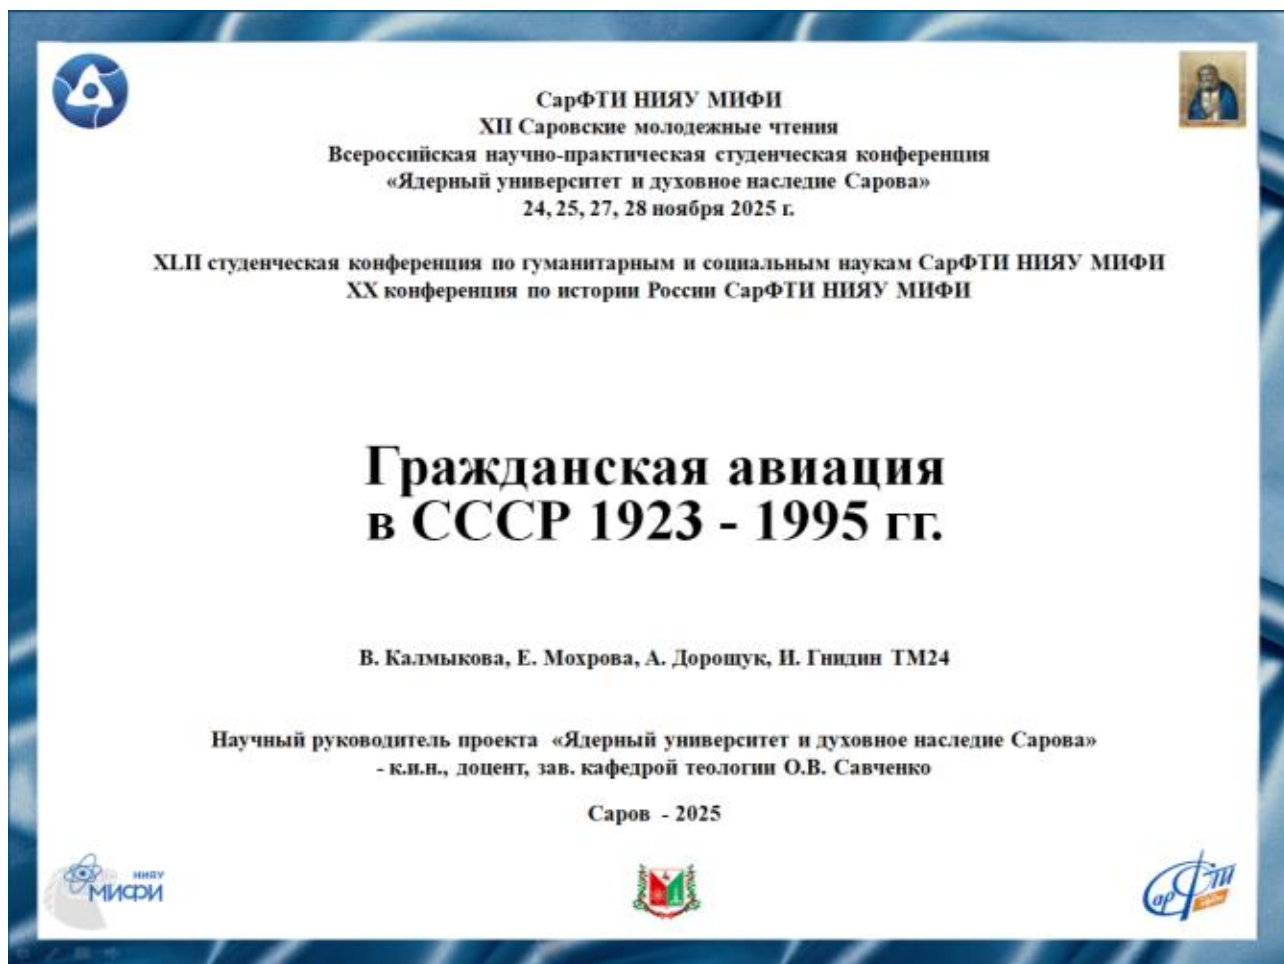 СарФТИ НИЯУ МИФИ
XII Саровские молодежные чтения
Всероссийская научно-практическая студенческая конференция
«Ядерный университет и духовное наследие Сарова»
24, 25, 27, 28 ноября 2025 г.
XLII студенческая конференция по гуманитарным и социальным наукам СарФТИ НИЯУ МИФИ
XX конференция по истории России СарФТИ НИЯУ МИФИ
Гражданская авиация
в СССР 1923 - 1995 гг.
В. Калмыкова, Е. Мохрова, А. Дорощук, И. Гнидин ТМ24
Научный руководитель проекта «Ядерный университет и духовное наследие Сарова»
- к.и.н., доцент, зав. кафедрой теологии О.В. Савченко
Саров - 2025
НИЯУ
МИФИ
СарФТИ